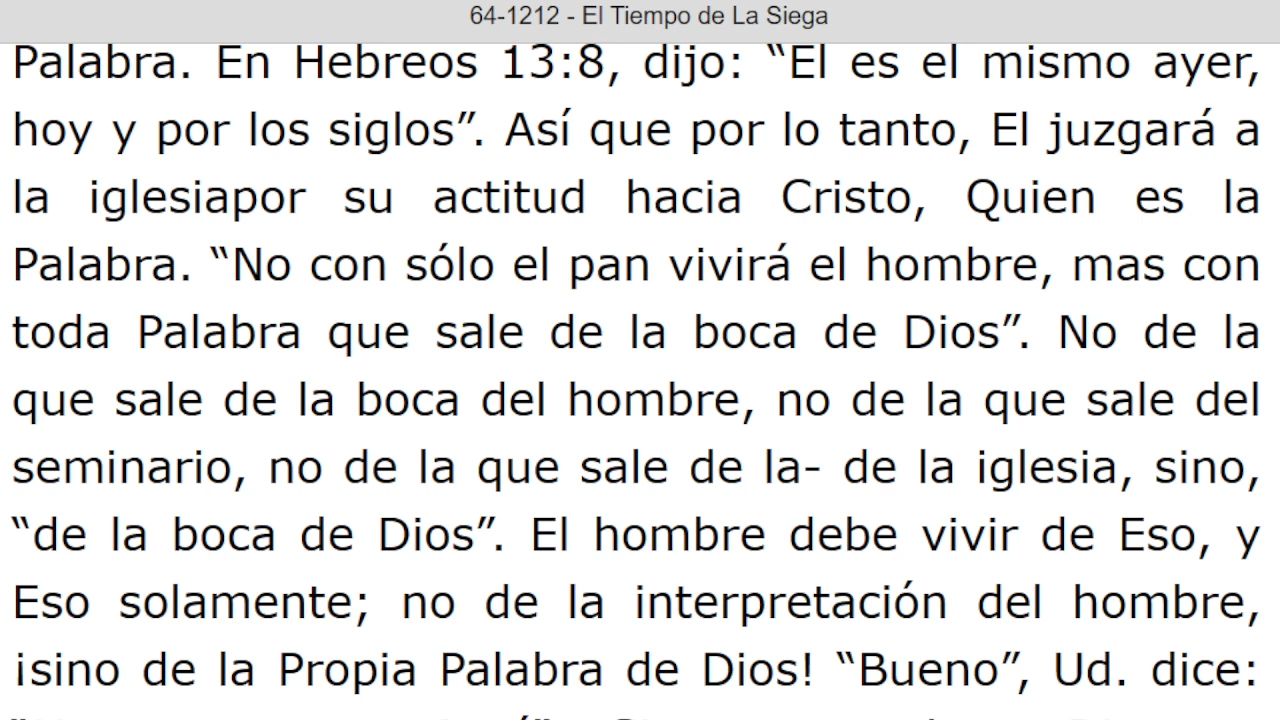 64-1212 - El Tiempo de La Siega
Palabra. En Hebreos 13:8, dijo: “El es el mismo ayer,
hoy y por los siglos”. Así que por lo tanto, El juzgará a
la iglesiapor su actitud hacia Cristo, Quien es la
Palabra. “No con sólo el pan vivirá el hombre, mas con
toda Palabra que sale de la boca de Dios”. No de la
que sale de la boca del hombre, no de la que sale del
seminario, no de la que sale de la- de la iglesia, sino,
“de la boca de Dios”. El hombre debe vivir de Eso, y
Eso solamente; no de la interpretación del hombre,
¡sino de la Propia Palabra de Dios! “Bueno”, Ud. dice: